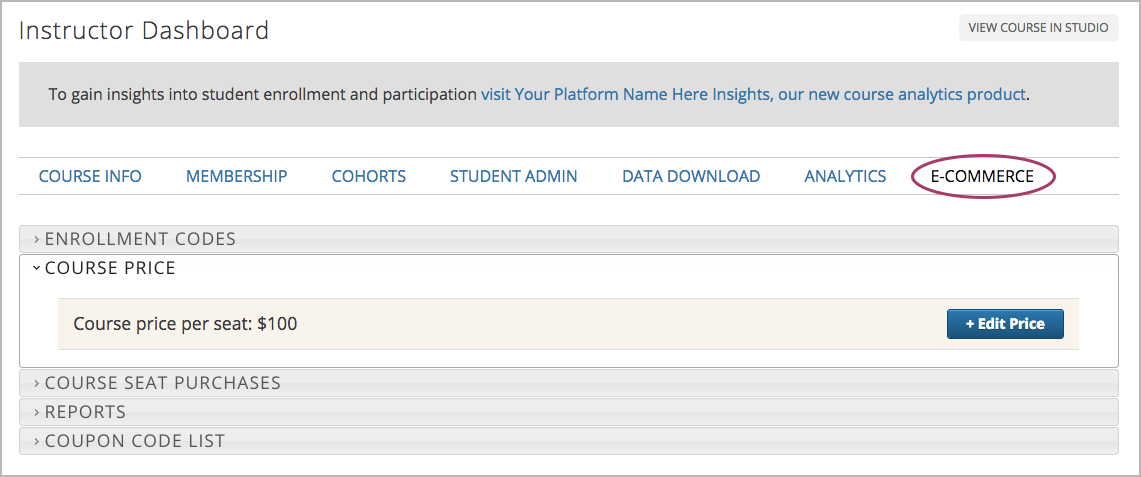 Instructor Dashboard
VIEW COURSE IN STUDIO
To gain insights into student enrollment and participation visit Your Platform Name Here Insights, our new course analytics product.
COURSE INFO MEMBERSHIP COHORTS STUDENT ADMIN DATA DOWNLOAD ANALYTICS E-COMMERCE
ENROLLMENT CODES
COURSE PRICE
Course price per seat: $100
+ Edit Price
COURSE SEAT PURCHASES
REPORTS
COUPON CODE LIST